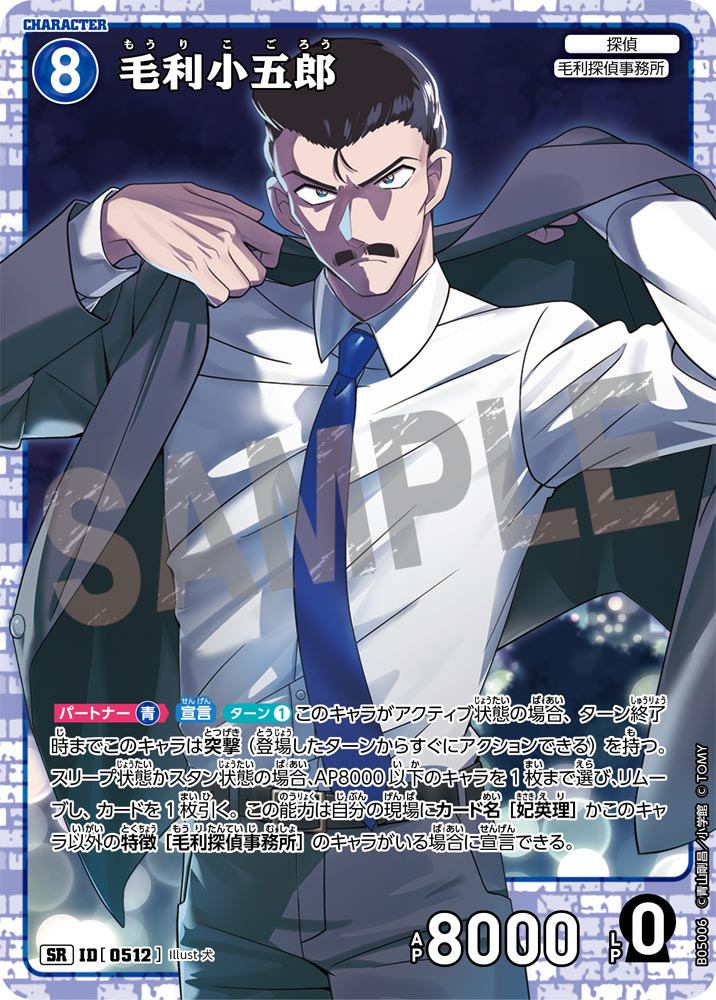 CHARACTER
8
もうりこごろう
毛利小五郎
探偵
毛利探偵事務所
SAMPLE
パートナー 青 宣言 ターン1 このキャラがアクティブ状態の場合、ターン終了
時までこのキャラは突撃（登場したターンからすぐにアクションできる）を持つ。
スリープ状態かスタン状態の場合、AP8000以下のキャラを1枚まで選び、リムー
ブし、カードを1枚引く。この能力は自分の現場にカード名［妃英理］かこのキャ
ラ以外の特徴［毛利探偵事務所］のキャラがいる場合に宣言できる。
SR ID[ 0512 ] Illust 犬
AP 8000
LP 0
B05006 ©青山剛昌／小学館 © TOMY